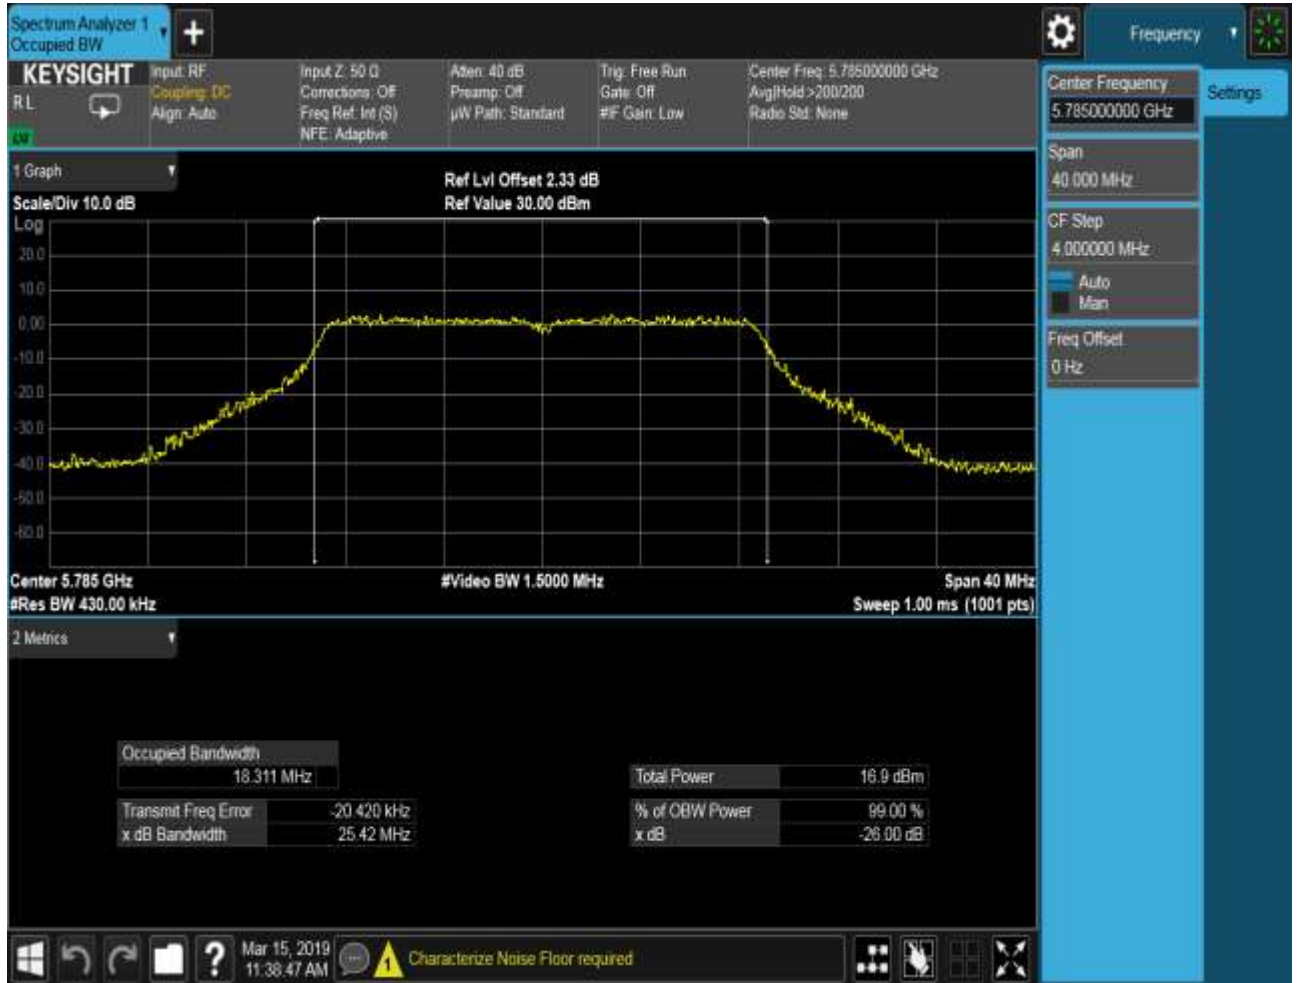 Spectrum Analyzer 1
Occupied BW
Frequency
KEYSIGHT
R L
Input: RF
Coupling: DC
Align: Auto
Input Z: 50 Ω
Corrections: Off
Freq Ref: Int (S)
NFE: Adaptive
Atten: 40 dB
Preamp: Off
µW Path: Standard
Trig: Free Run
Gate: Off
#IF Gain: Low
Center Freq: 5.785000000 GHz
Avg|Hold:>200/200
Radio Std: None
Center Frequency
5.785000000 GHz
Settings
Span
40.000 MHz
CF Step
4.000000 MHz
Auto
Man
Freq Offset
0 Hz
1 Graph
Scale/Div 10.0 dB
Ref Lvl Offset 2.33 dB
Ref Value 30.00 dBm
Log
20.0
10.0
0.00
-10.0
-20.0
-30.0
-40.0
-50.0
-60.0
Center 5.785 GHz
#Video BW 1.5000 MHz
Span 40 MHz
#Res BW 430.00 kHz
Sweep 1.00 ms (1001 pts)
2 Metrics
Occupied Bandwidth
18.311 MHz
Total Power 16.9 dBm
Transmit Freq Error -20.420 kHz
% of OBW Power 99.00 %
x dB Bandwidth 25.42 MHz
x dB -26.00 dB
Mar 15, 2019
11:38:47 AM
1
Characterize Noise Floor required